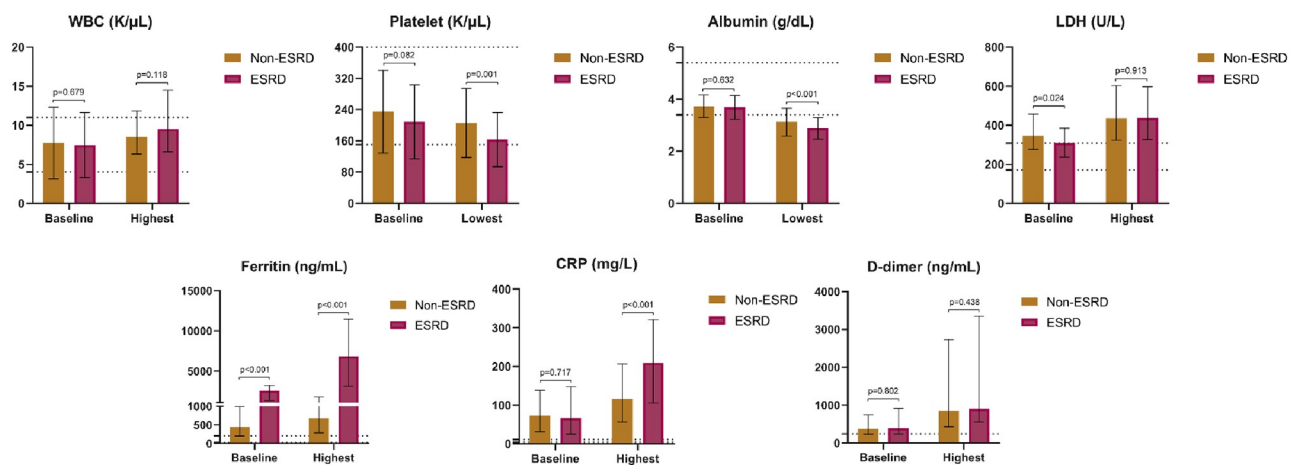 WBC (K/µL)
20
15
10
5
0
p=0.679
p=0.118
Baseline
Highest
Non-ESRD
ESRD
Platelet (K/µL)
400
320
240
160
80
0
p=0.082
p=0.001
Baseline
Lowest
Non-ESRD
ESRD
Albumin (g/dL)
6
4
2
0
p=0.632
p<0.001
Baseline
Lowest
Non-ESRD
ESRD
LDH (U/L)
800
600
400
200
0
p=0.024
p=0.913
Baseline
Highest
Non-ESRD
ESRD
Ferritin (ng/mL)
15000
10000
5000
1000
500
0
p<0.001
p<0.001
Baseline
Highest
Non-ESRD
ESRD
CRP (mg/L)
400
300
200
100
0
p=0.717
p<0.001
Baseline
Highest
Non-ESRD
ESRD
D-dimer (ng/mL)
4000
3000
2000
1000
0
p=0.802
p=0.438
Baseline
Highest
Non-ESRD
ESRD